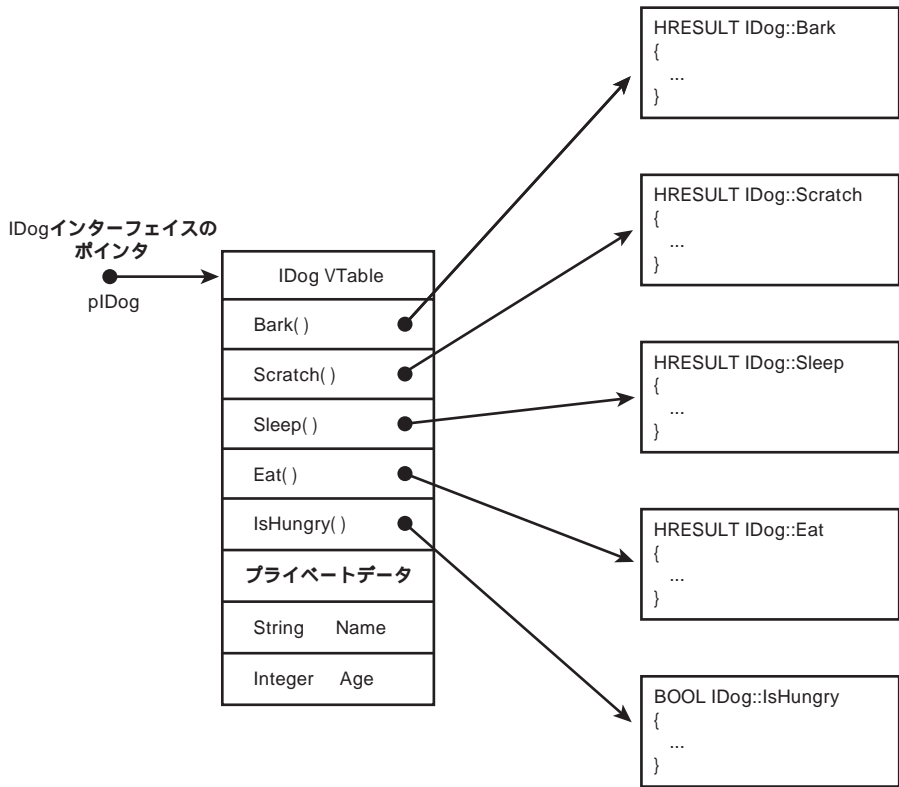 IDogインターフェイスの
ポインタ
pIDog
IDog VTable
Bark( )
Scratch( )
Sleep( )
Eat( )
IsHungry( )
プライベートデータ
String Name
Integer Age
HRESULT IDog::Bark
{
...
}
HRESULT IDog::Scratch
{
...
}
HRESULT IDog::Sleep
{
...
}
HRESULT IDog::Eat
{
...
}
BOOL IDog::IsHungry
{
...
}